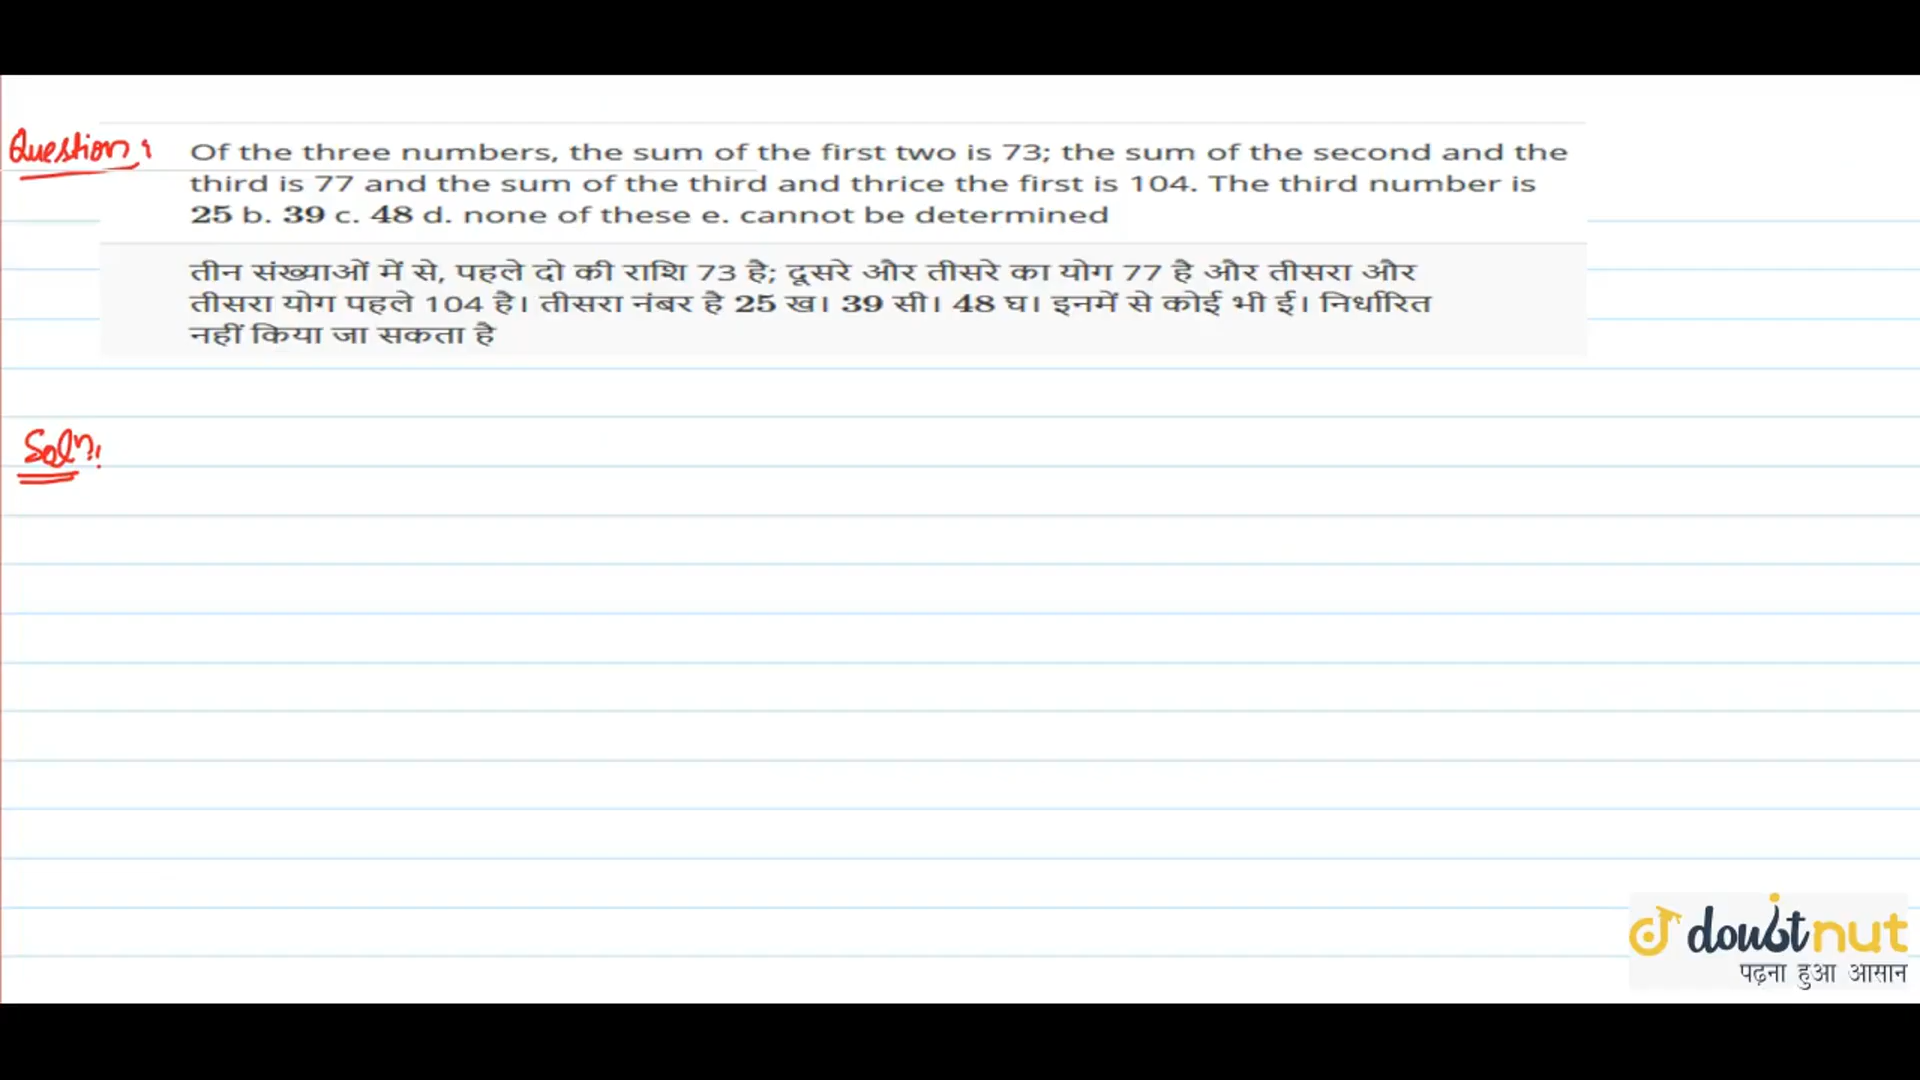 Question:
Of the three numbers, the sum of the first two is 73; the sum of the second and the
third is 77 and the sum of the third and thrice the first is 104. The third number is
25 b. 39 c. 48 d. none of these e. cannot be determined
तीन संख्याओं में से, पहले दो की राशि 73 है; दूसरे और तीसरे का योग 77 है और तीसरा और
तीसरा योग पहले 104 है। तीसरा नंबर है 25 ख। 39 सी। 48 घ। इनमें से कोई भी ई। निर्धारित
नहीं किया जा सकता है
Soln:
doubtnut
पढ़ना हुआ आसान